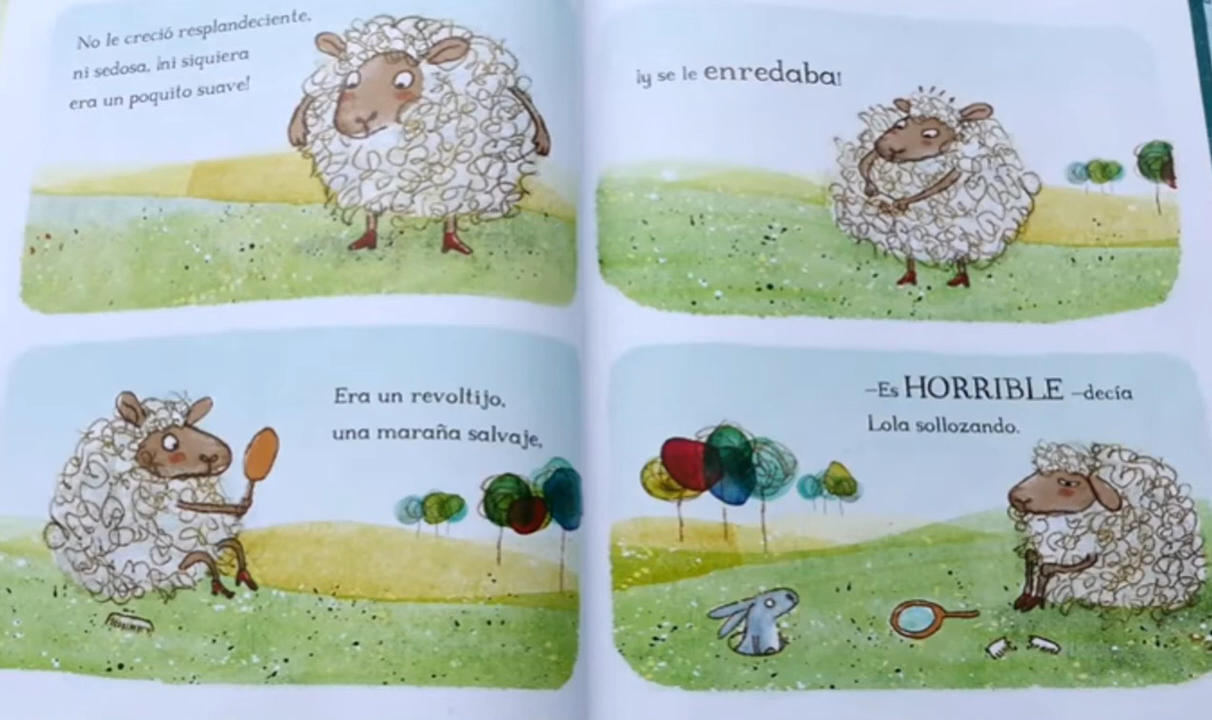 No le creció resplandeciente,
ni sedosa, ¡ni siquiera
era un poquito suave!
¡y se le enredaba!
Era un revoltijo,
una maraña salvaje,
–Es HORRIBLE –decía
Lola sollozando.